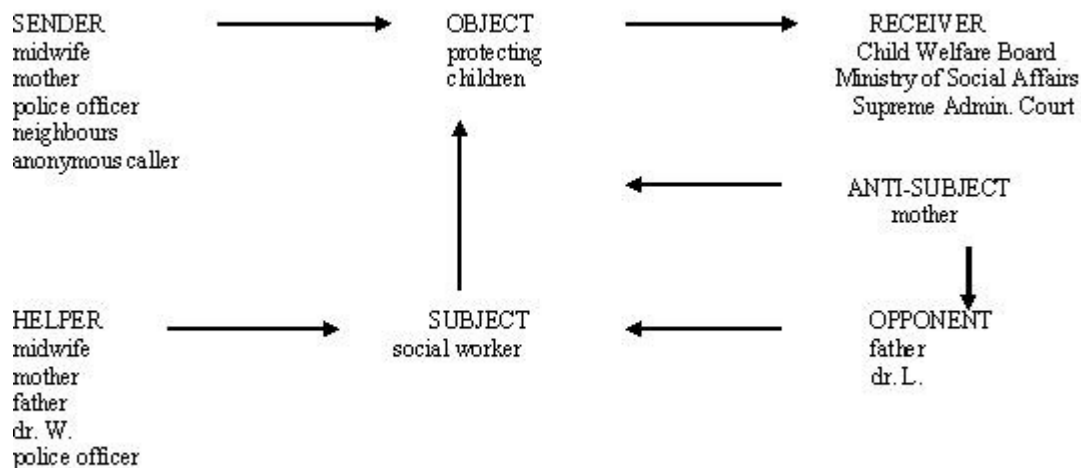 SENDER
midwife
mother
police officer
neighbours
anonymous caller
OBJECT
protecting
children
RECEIVER
Child Welfare Board
Ministry of Social Affairs
Supreme Admin. Court
ANTI-SUBJECT
mother
HELPER
midwife
mother
father
dr. W.
police officer
SUBJECT
social worker
OPPONENT
father
dr. L.